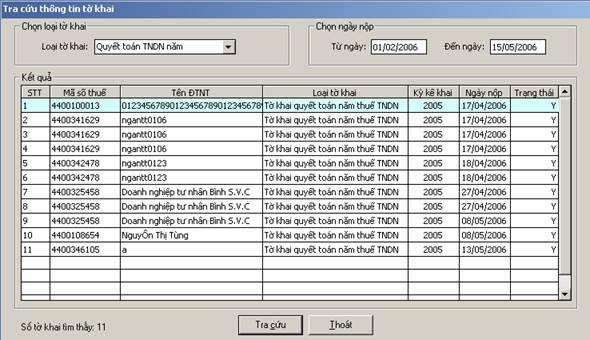 Tra cứu thông tin tờ khai
Chọn loại tờ khai
Loại tờ khai: Quyết toán TNDN năm
Chọn ngày nộp
Từ ngày: 01/02/2006 Đến ngày: 15/05/2006
Kết quả
STT Mã số thuế Tên ĐTNT Loại tờ khai Kỳ kê khai Ngày nộp Trạng thái
1 4400100013 0123456789012345678901234567 Tờ khai quyết toán năm thuế TNDN 2005 17/04/2006 Y
2 4400341629 ngantt0106 Tờ khai quyết toán năm thuế TNDN 2005 17/04/2006 Y
3 4400341629 ngantt0106 Tờ khai quyết toán năm thuế TNDN 2005 17/04/2006 Y
4 4400341629 ngantt0106 Tờ khai quyết toán năm thuế TNDN 2005 17/04/2006 Y
5 4400342478 ngantt0123 Tờ khai quyết toán năm thuế TNDN 2005 18/04/2006 Y
6 4400342478 ngantt0123 Tờ khai quyết toán năm thuế TNDN 2005 18/04/2006 Y
7 4400325458 Doanh nghiệp tư nhân Bình S.V.C Tờ khai quyết toán năm thuế TNDN 2005 27/04/2006 Y
8 4400325458 Doanh nghiệp tư nhân Bình S.V.C Tờ khai quyết toán năm thuế TNDN 2005 27/04/2006 Y
9 4400325458 Doanh nghiệp tư nhân Bình S.V.C Tờ khai quyết toán năm thuế TNDN 2005 08/05/2006 Y
10 4400108654 NguyÔn Thị Tùng Tờ khai quyết toán năm thuế TNDN 2005 08/05/2006 Y
11 4400346105 a Tờ khai quyết toán năm thuế TNDN 2005 13/05/2006 Y
Số tờ khai tìm thấy: 11
Tra cứu Thoát